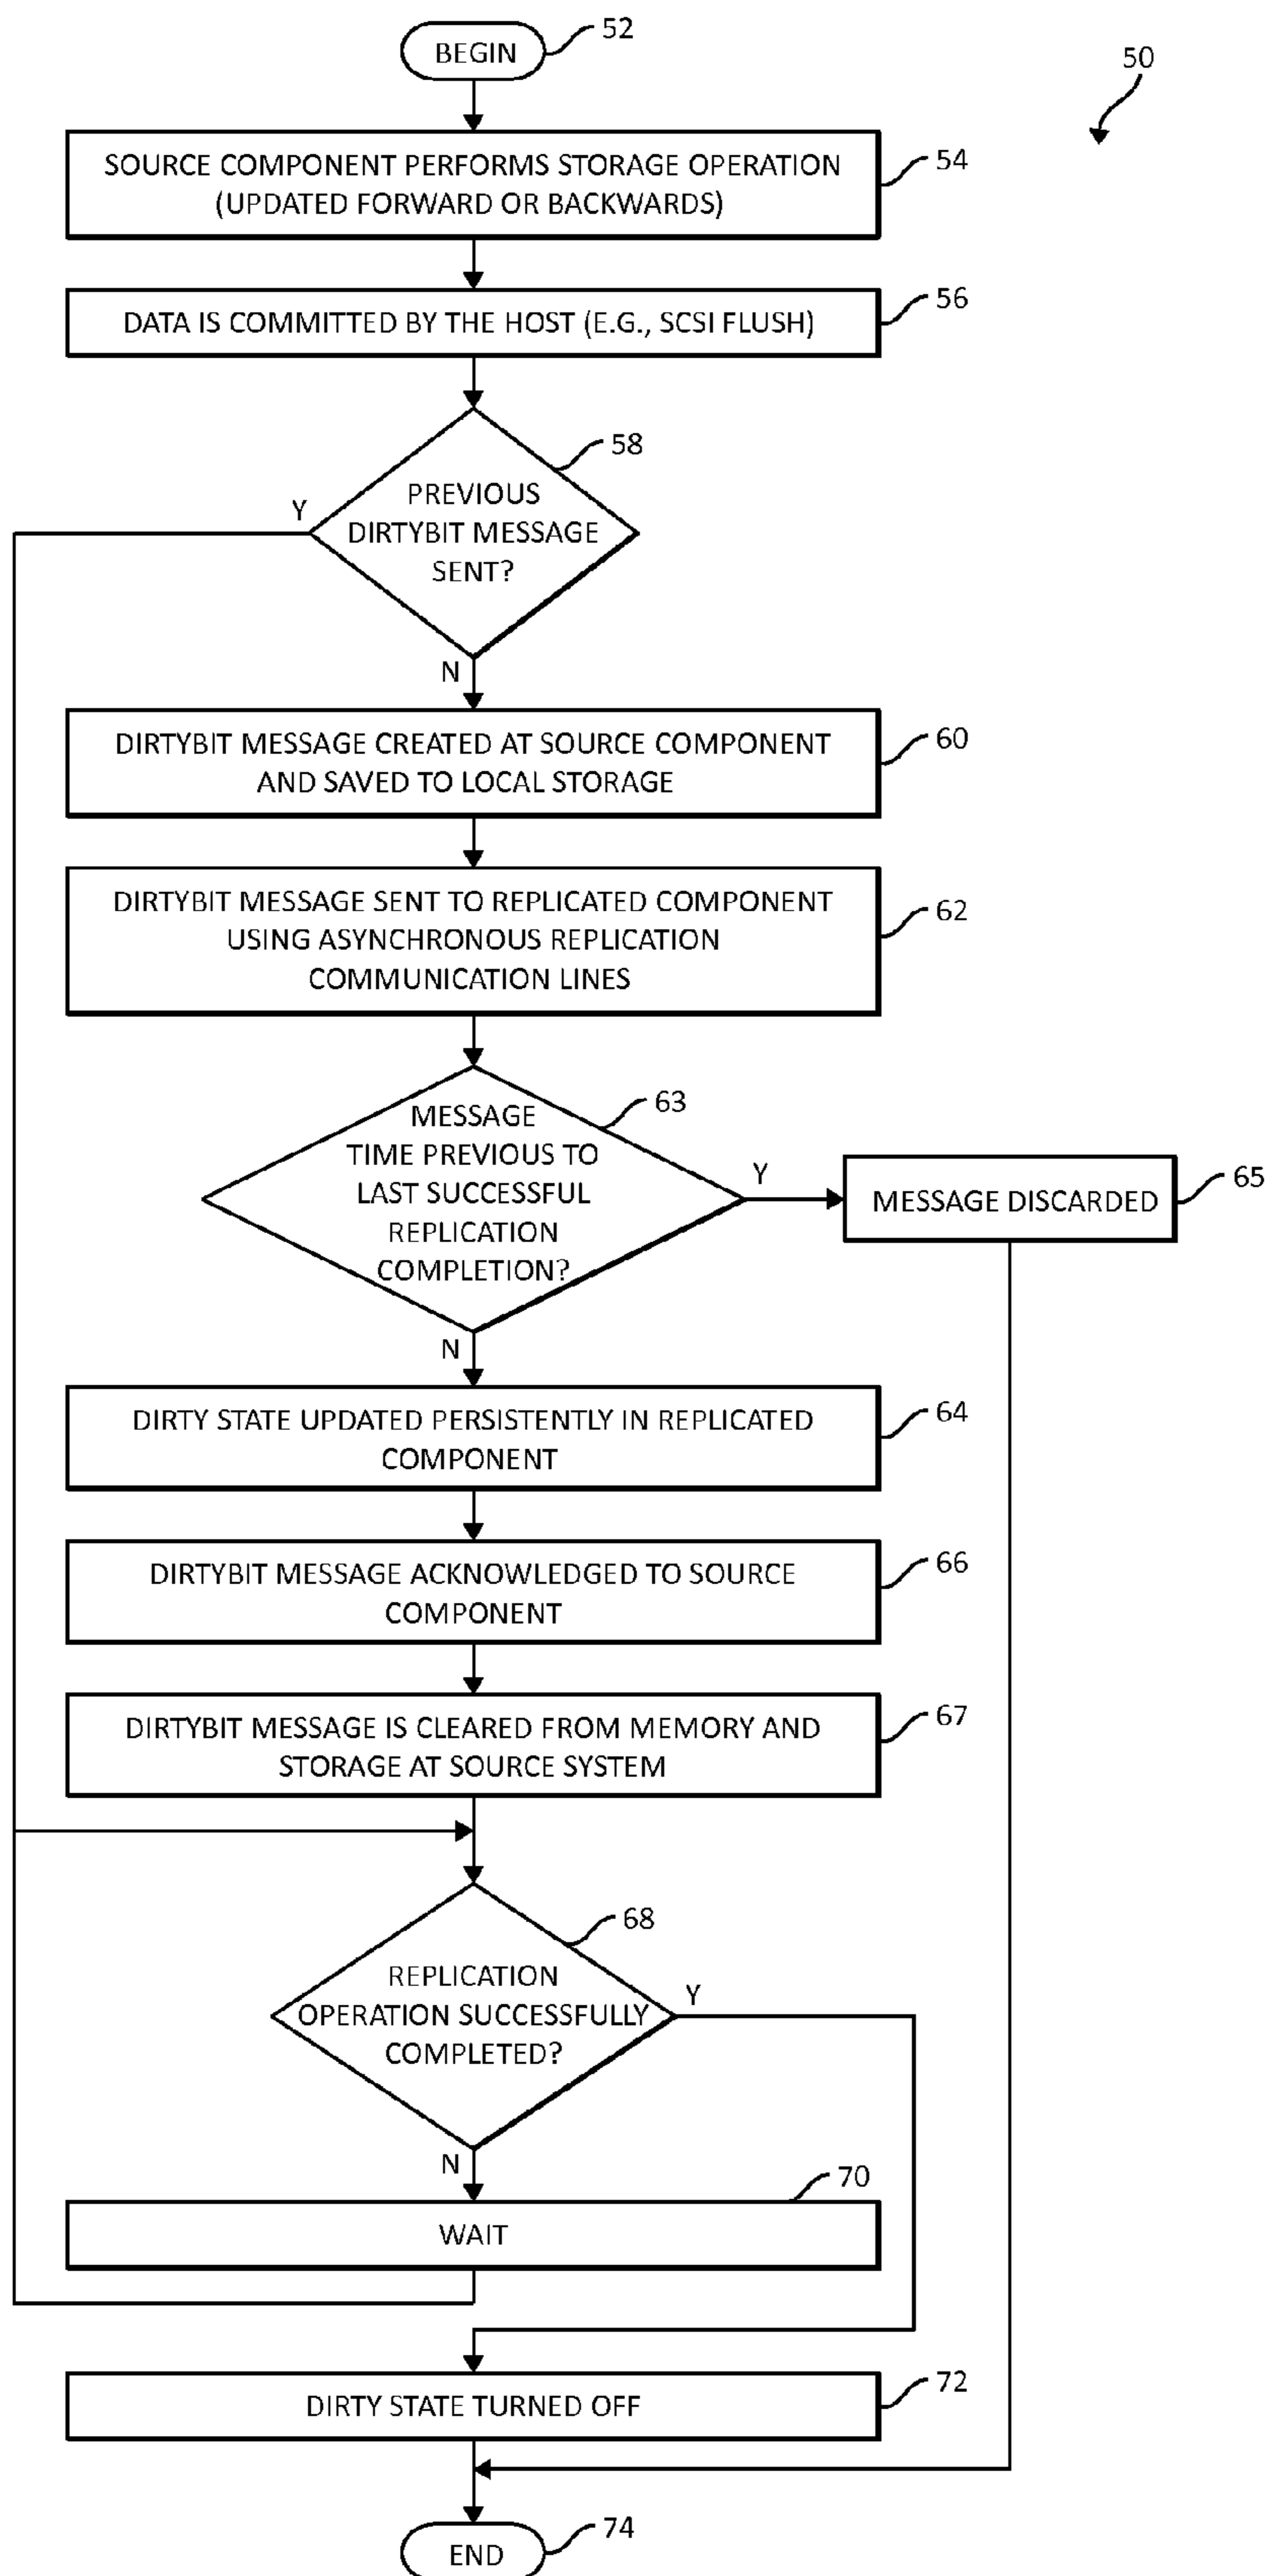 BEGIN
52
50
SOURCE COMPONENT PERFORMS STORAGE OPERATION
(UPDATED FORWARD OR BACKWARDS)
54
DATA IS COMMITTED BY THE HOST (E.G., SCSI FLUSH)
56
58
PREVIOUS
DIRTYBIT MESSAGE
SENT?
Y
N
DIRTYBIT MESSAGE CREATED AT SOURCE COMPONENT
AND SAVED TO LOCAL STORAGE
60
DIRTYBIT MESSAGE SENT TO REPLICATED COMPONENT
USING ASYNCHRONOUS REPLICATION
COMMUNICATION LINES
62
63
MESSAGE
TIME PREVIOUS TO
LAST SUCCESSFUL
REPLICATION
COMPLETION?
Y
MESSAGE DISCARDED
65
N
DIRTY STATE UPDATED PERSISTENTLY IN REPLICATED
COMPONENT
64
DIRTYBIT MESSAGE ACKNOWLEDGED TO SOURCE
COMPONENT
66
DIRTYBIT MESSAGE IS CLEARED FROM MEMORY AND
STORAGE AT SOURCE SYSTEM
67
68
REPLICATION
OPERATION SUCCESSFULLY
COMPLETED?
Y
N
70
WAIT
DIRTY STATE TURNED OFF
72
END
74